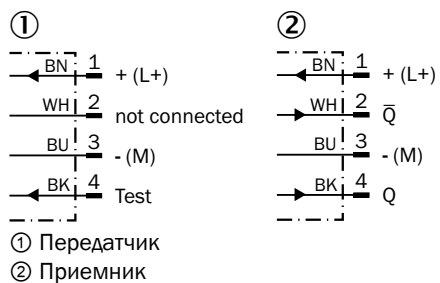 ① ②
BN 1 + (L+) BN 1 + (L+)
WH 2 not connected WH 2 Q̅
BU 3 - (M) BU 3 - (M)
BK 4 Test BK 4 Q
① Передатчик
② Приемник